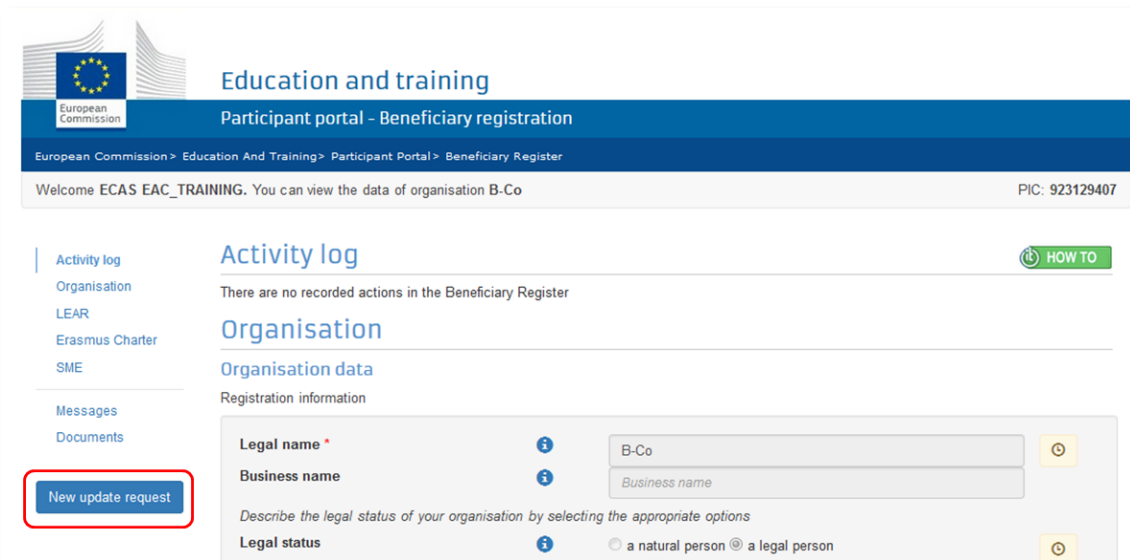 European
Commission
Education and training
Participant portal - Beneficiary registration
European Commission> Education And Training> Participant Portal> Beneficiary Register
Welcome ECAS EAC_TRAINING. You can view the data of organisation B-Co
PIC: 923129407
Activity log
Organisation
LEAR
Erasmus Charter
SME
Messages
Documents
New update request
Activity log
HOW TO
There are no recorded actions in the Beneficiary Register
Organisation
Organisation data
Registration information
Legal name *
B-Co
Business name
Business name
Describe the legal status of your organisation by selecting the appropriate options
Legal status
a natural person
a legal person